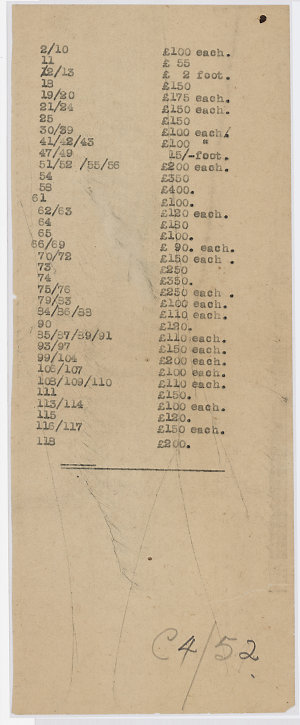 2/10 £100 each.
11 £ 55
12/13 £ 2 foot.
18 £150
19/20 £175 each.
21/24 £150 each.
25 £150
30/39 £100 each.
41/42/43 £100 "
47/49 15/-foot.
51/52 /55/56 £200 each.
54 £350
58 £400.
61 £100.
62/63 £120 each.
64 £180
65 £100.
66/69 £ 90. each.
70/72 £150 each .
73 £250
74 £350.
75/76 £250 each .
79/83 £100 each.
84/86/88 £110 each.
90 £120.
85/87/89/91 £110 each.
93/97 £150 each.
99/104 £200 each.
106/107 £100 each.
108/109/110 £110 each.
111 £150.
113/114 £100 each.
115 £120.
116/117 £150 each.
118 £200.
C4/52